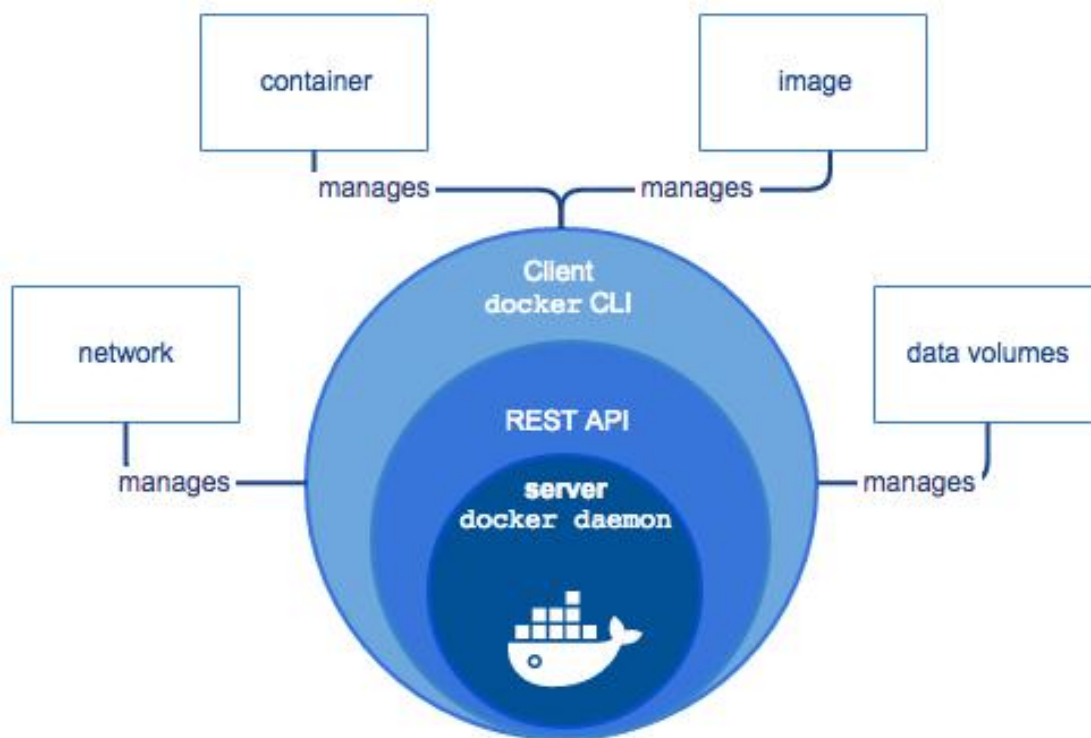 container
image
manages
manages
Client
docker CLI
network
data volumes
REST API
manages
manages
server
docker daemon